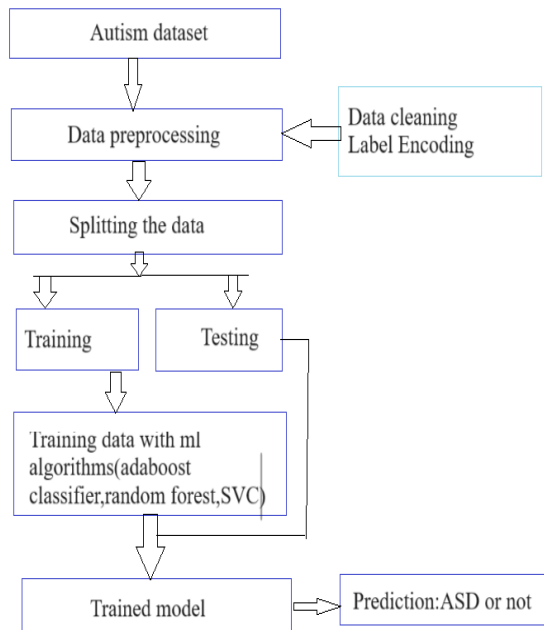 Autism dataset
Data preprocessing
Data cleaning
Label Encoding
Splitting the data
Training
Testing
Training data with ml
algorithms(adaboost
classifier,random forest,SVC)
Trained model
Prediction:ASD or not